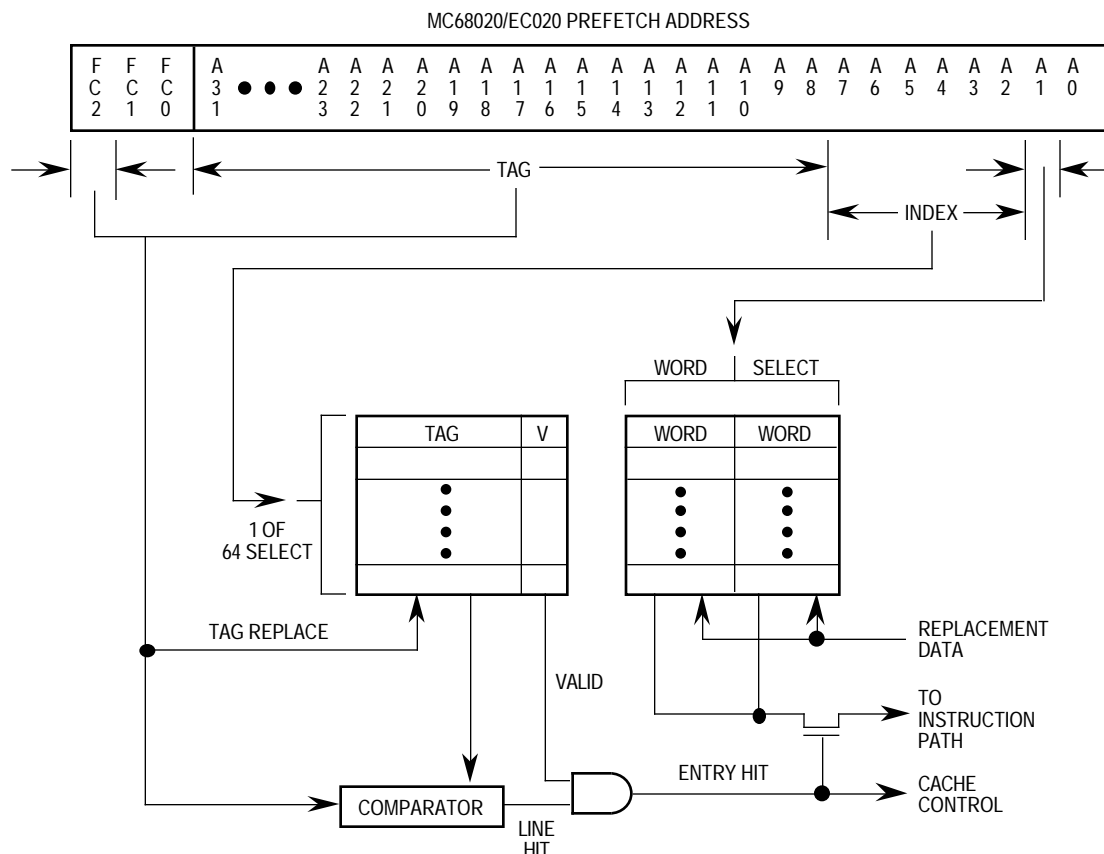 MC68020/EC020 PREFETCH ADDRESS
F F F A A A A A A A A A A A A A A A A A A A A A A A A A
C C C 3 2 2 2 2 1 1 1 1 1 1 1 1 1 1 9 8 7 6 5 4 3 2 1 0
2 1 0 1 3 2 1 0 9 8 7 6 5 4 3 2 1 0
TAG
INDEX
WORD SELECT
TAG V WORD WORD
1 OF
64 SELECT
TAG REPLACE
REPLACEMENT
DATA
VALID
TO
INSTRUCTION
PATH
ENTRY HIT
CACHE
CONTROL
COMPARATOR
LINE
HIT